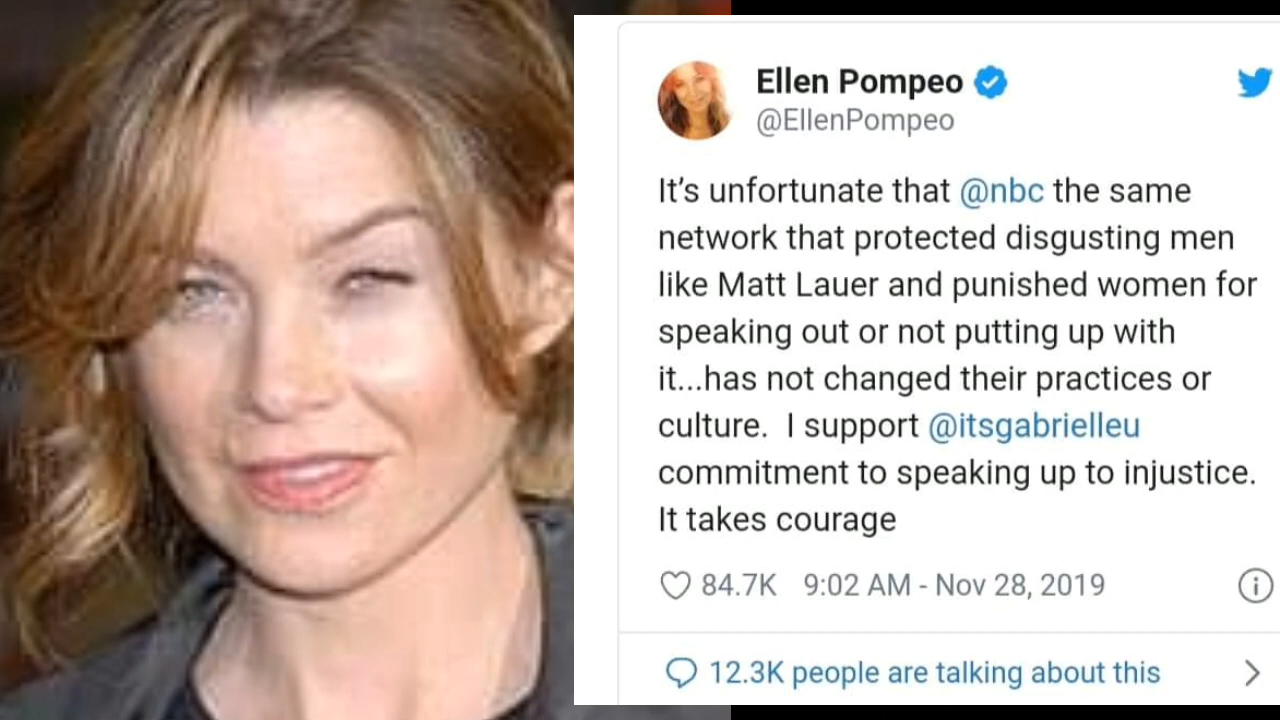 Ellen Pompeo
@EllenPompeo
It’s unfortunate that @nbc the same
network that protected disgusting men
like Matt Lauer and punished women for
speaking out or not putting up with
it...has not changed their practices or
culture.  I support @itsgabrielleu
commitment to speaking up to injustice.
It takes courage
84.7K 9:02 AM - Nov 28, 2019
12.3K people are talking about this